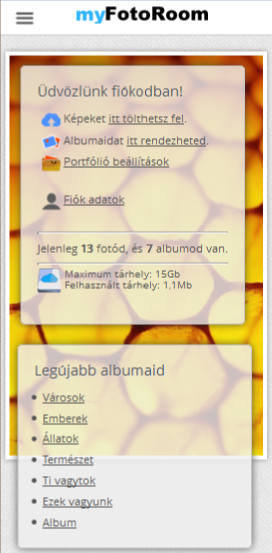 myFotoRoom
Üdvözlünk fiókodban!
Képeket itt tölthetsz fel.
Albumaidat itt rendezheted.
Portfólió beállítások
Fiók adatok
Jelenleg 13 fotód, és 7 albumod van.
Maximum tárhely: 15Gb
Felhasznált tárhely: 1,1Mb
Legújabb albumaid
Városok
Emberek
Állatok
Természet
Ti vagytok
Ezek vagyunk
Album